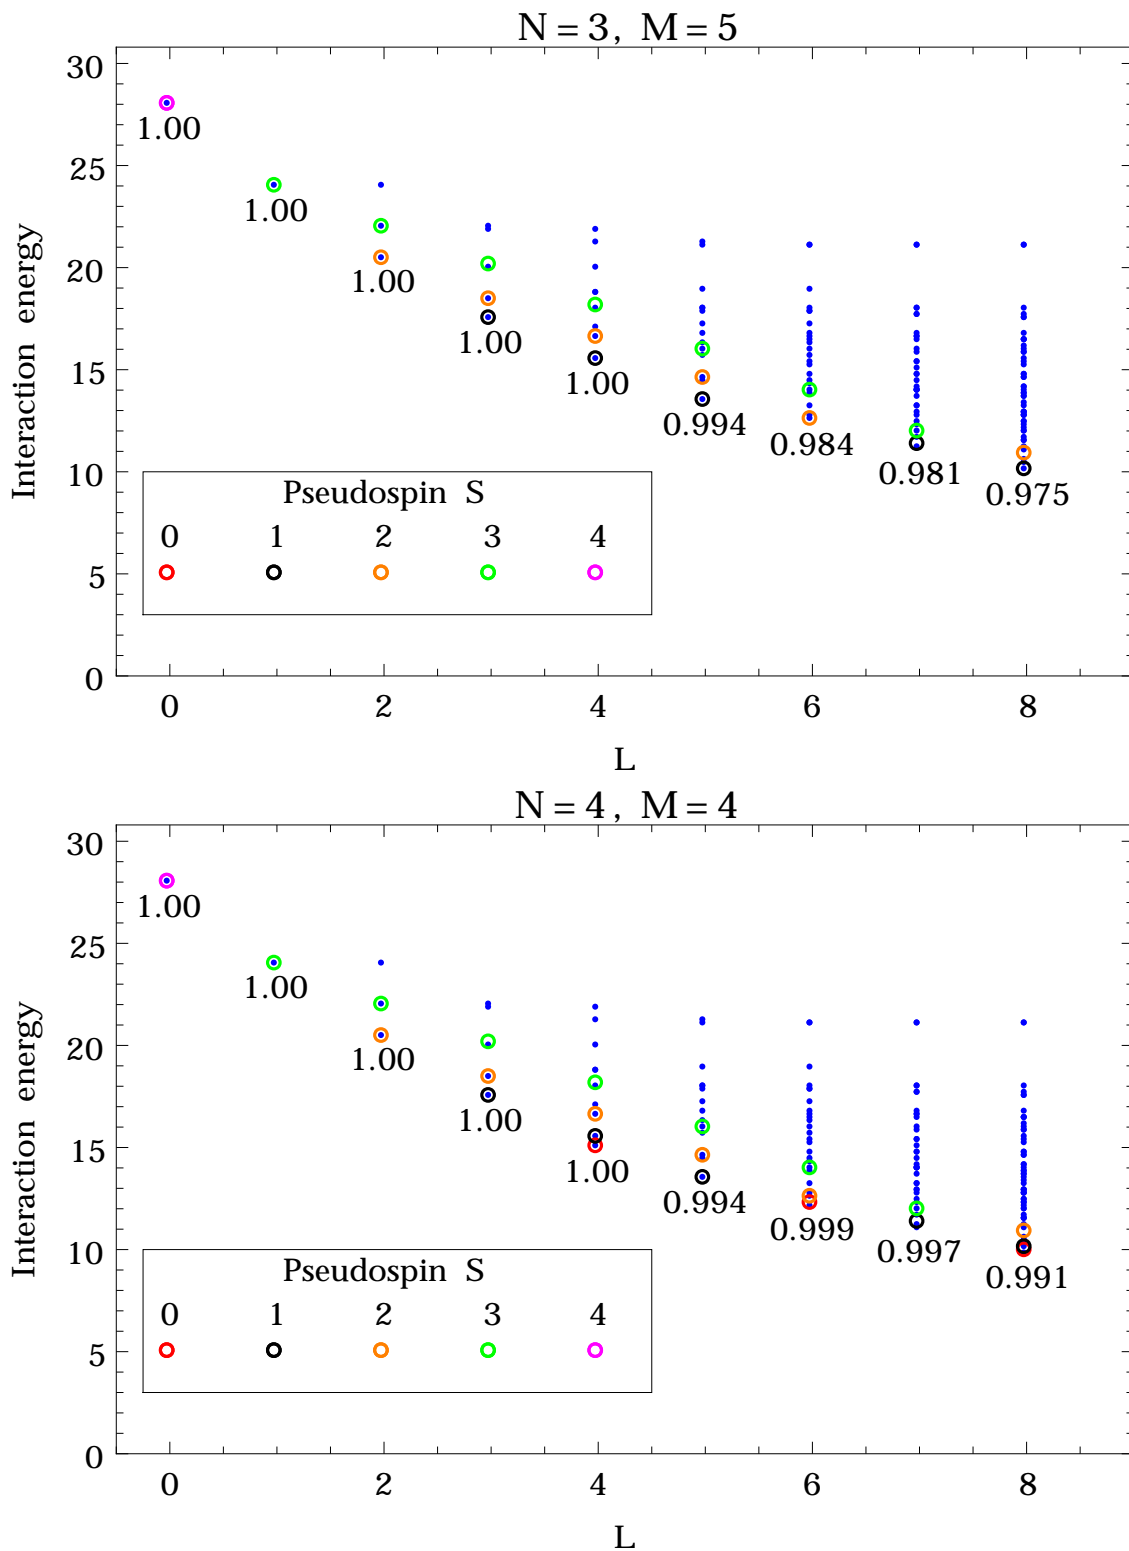 N = 3, M = 5
30
25
20
15
10
5
0
Interaction energy
1.00
1.00
1.00
1.00
1.00
0.994
0.984
0.981
0.975
Pseudospin S
0 1 2 3 4
0 2 4 6 8
L
N = 4, M = 4
30
25
20
15
10
5
0
Interaction energy
1.00
1.00
1.00
1.00
1.00
0.994
0.999
0.997
0.991
Pseudospin S
0 1 2 3 4
0 2 4 6 8
L